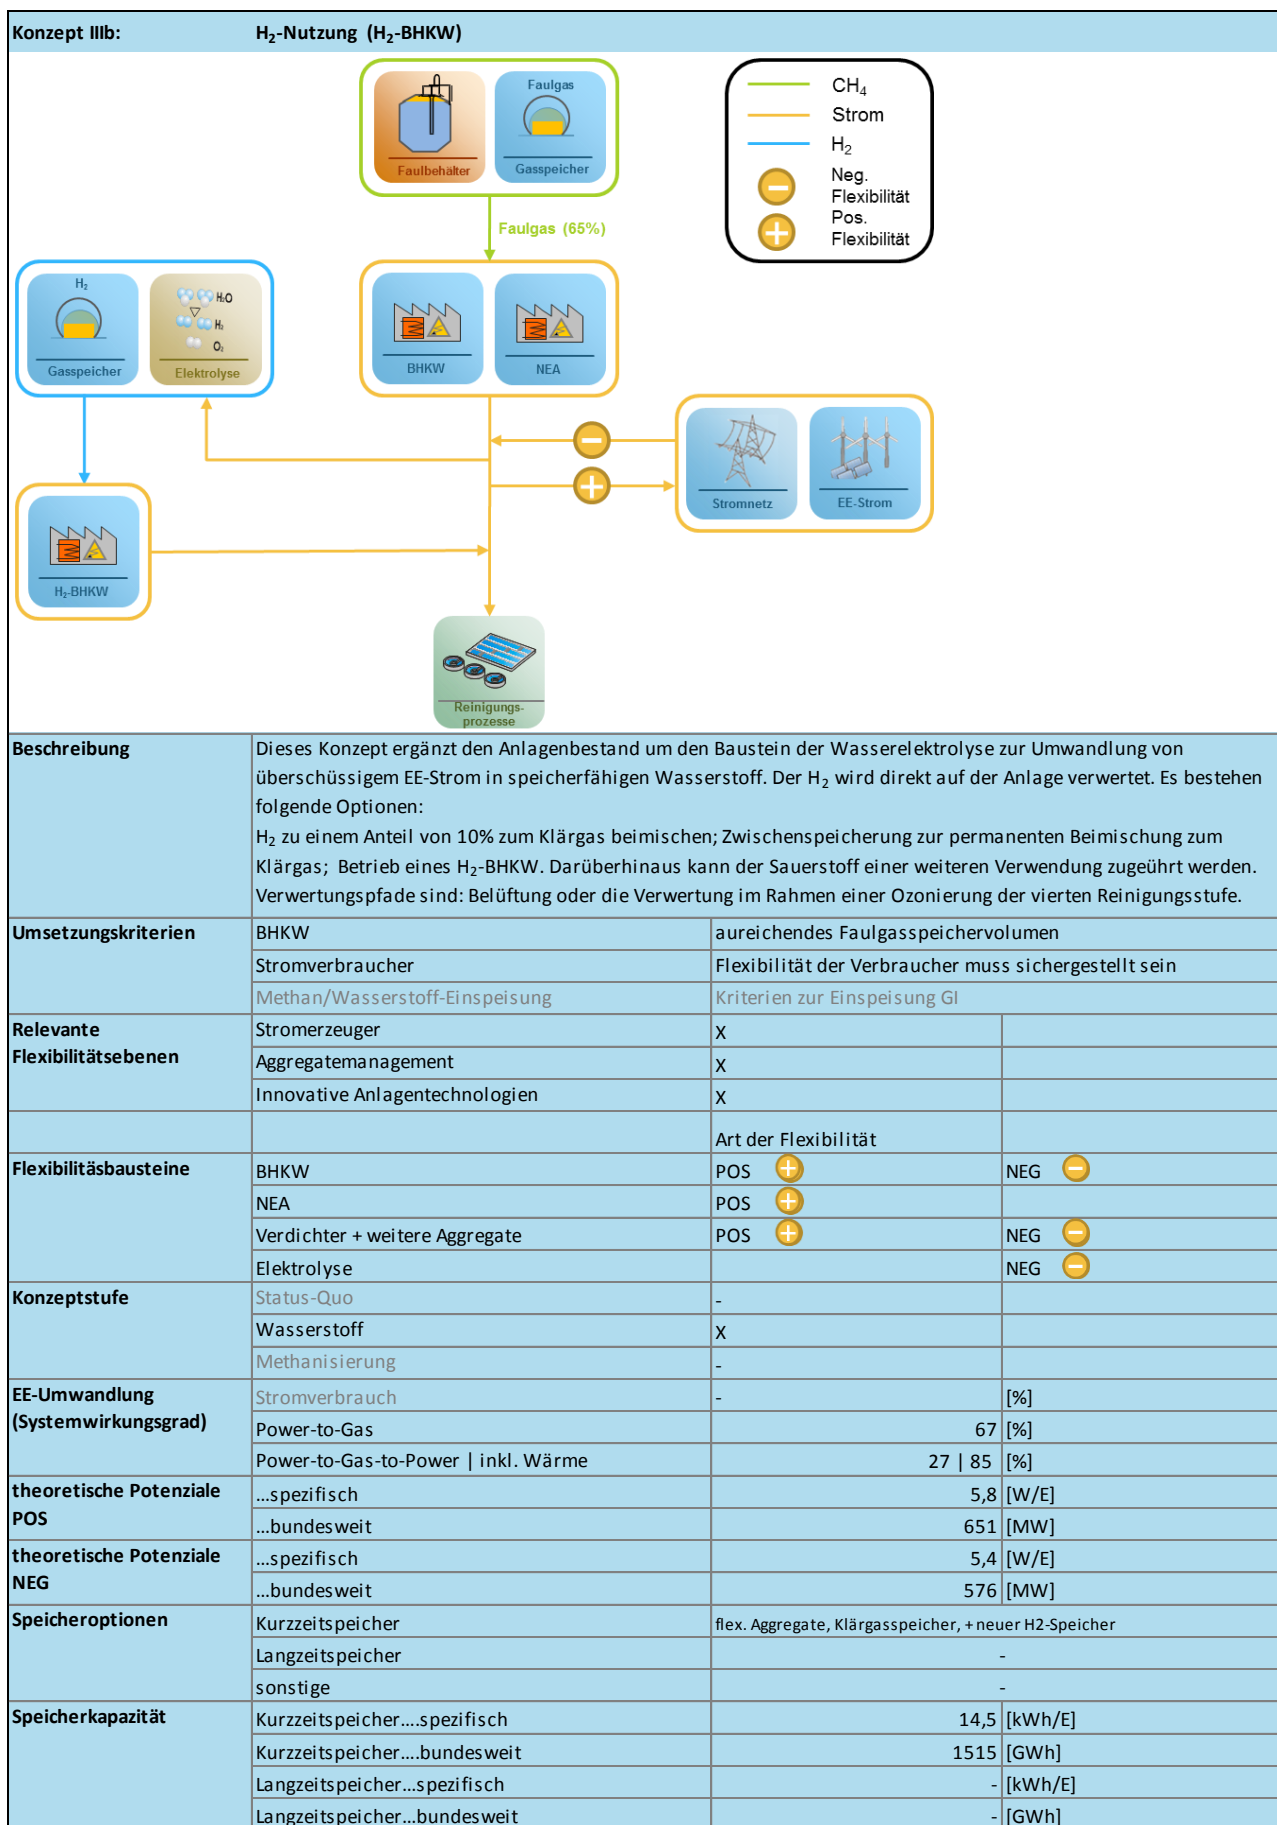 Konzept IIIb: H₂-Nutzung (H₂-BHKW)
Faulbehälter
Faulgas
Gasspeicher
CH₄
Strom
H₂
Neg.
Flexibilität
Pos.
Flexibilität
Faulgas (65%)
H₂
Gasspeicher
H₂O
H₂
O₂
Elektrolyse
BHKW
NEA
Stromnetz
EE-Strom
H₂-BHKW
Reinigungs-
prozesse
Beschreibung
Dieses Konzept ergänzt den Anlagenbestand um den Baustein der Wasserelektrolyse zur Umwandlung von
überschüssigem EE-Strom in speicherfähigen Wasserstoff. Der H₂ wird direkt auf der Anlage verwertet. Es bestehen
folgende Optionen:
H₂ zu einem Anteil von 10% zum Klärgas beimischen; Zwischenspeicherung zur permanenten Beimischung zum
Klärgas; Betrieb eines H₂-BHKW. Darüberhinaus kann der Sauerstoff einer weiteren Verwendung zugeführt werden.
Verwertungspfade sind: Belüftung oder die Verwertung im Rahmen einer Ozonierung der vierten Reinigungsstufe.
Umsetzungskriterien
BHKW aureichendes Faulgasspeichervolumen
Stromverbraucher Flexibilität der Verbraucher muss sichergestellt sein
Methan/Wasserstoff-Einspeisung Kriterien zur Einspeisung GI
Relevante
Flexibilitätsebenen
Stromerzeuger X
Aggregatemanagement X
Innovative Anlagentechnologien X
Art der Flexibilität
Flexibilitäsbausteine
BHKW POS + NEG −
NEA POS +
Verdichter + weitere Aggregate POS + NEG −
Elektrolyse NEG −
Konzeptstufe
Status-Quo -
Wasserstoff X
Methanisierung -
EE-Umwandlung
(Systemwirkungsgrad)
Stromverbrauch - [%]
Power-to-Gas 67 [%]
Power-to-Gas-to-Power | inkl. Wärme 27 | 85 [%]
theoretische Potenziale
POS
...spezifisch 5,8 [W/E]
...bundesweit 651 [MW]
theoretische Potenziale
NEG
...spezifisch 5,4 [W/E]
...bundesweit 576 [MW]
Speicheroptionen
Kurzzeitspeicher flex. Aggregate, Klärgasspeicher, + neuer H2-Speicher
Langzeitspeicher -
sonstige -
Speicherkapazität
Kurzzeitspeicher....spezifisch 14,5 [kWh/E]
Kurzzeitspeicher....bundesweit 1515 [GWh]
Langzeitspeicher...spezifisch - [kWh/E]
Langzeitspeicher...bundesweit - [GWh]